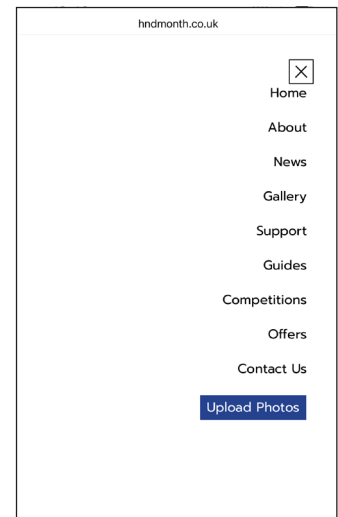 hndmonth.co.uk
Home
About
News
Gallery
Support
Guides
Competitions
Offers
Contact Us
Upload Photos